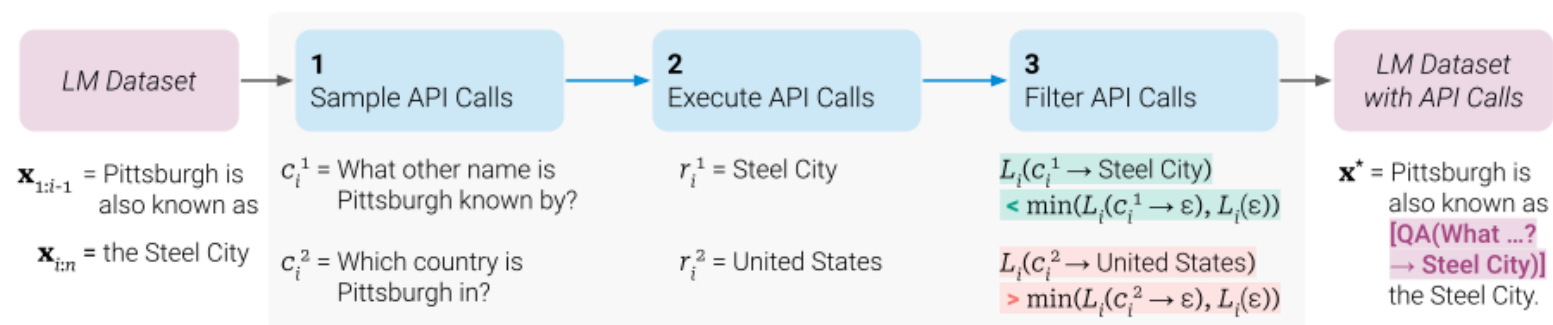 LM Dataset
1
Sample API Calls
2
Execute API Calls
3
Filter API Calls
LM Dataset
with API Calls
x₁:ᵢ₋₁ = Pittsburgh is
also known as
xᵢ:ₙ = the Steel City
cᵢ¹ = What other name is
Pittsburgh known by?
cᵢ² = Which country is
Pittsburgh in?
rᵢ¹ = Steel City
rᵢ² = United States
Lᵢ(cᵢ¹ → Steel City)
< min(Lᵢ(cᵢ¹ → ε), Lᵢ(ε))
Lᵢ(cᵢ² → United States)
> min(Lᵢ(cᵢ² → ε), Lᵢ(ε))
x* = Pittsburgh is
also known as
[QA(What ...?
→ Steel City)]
the Steel City.